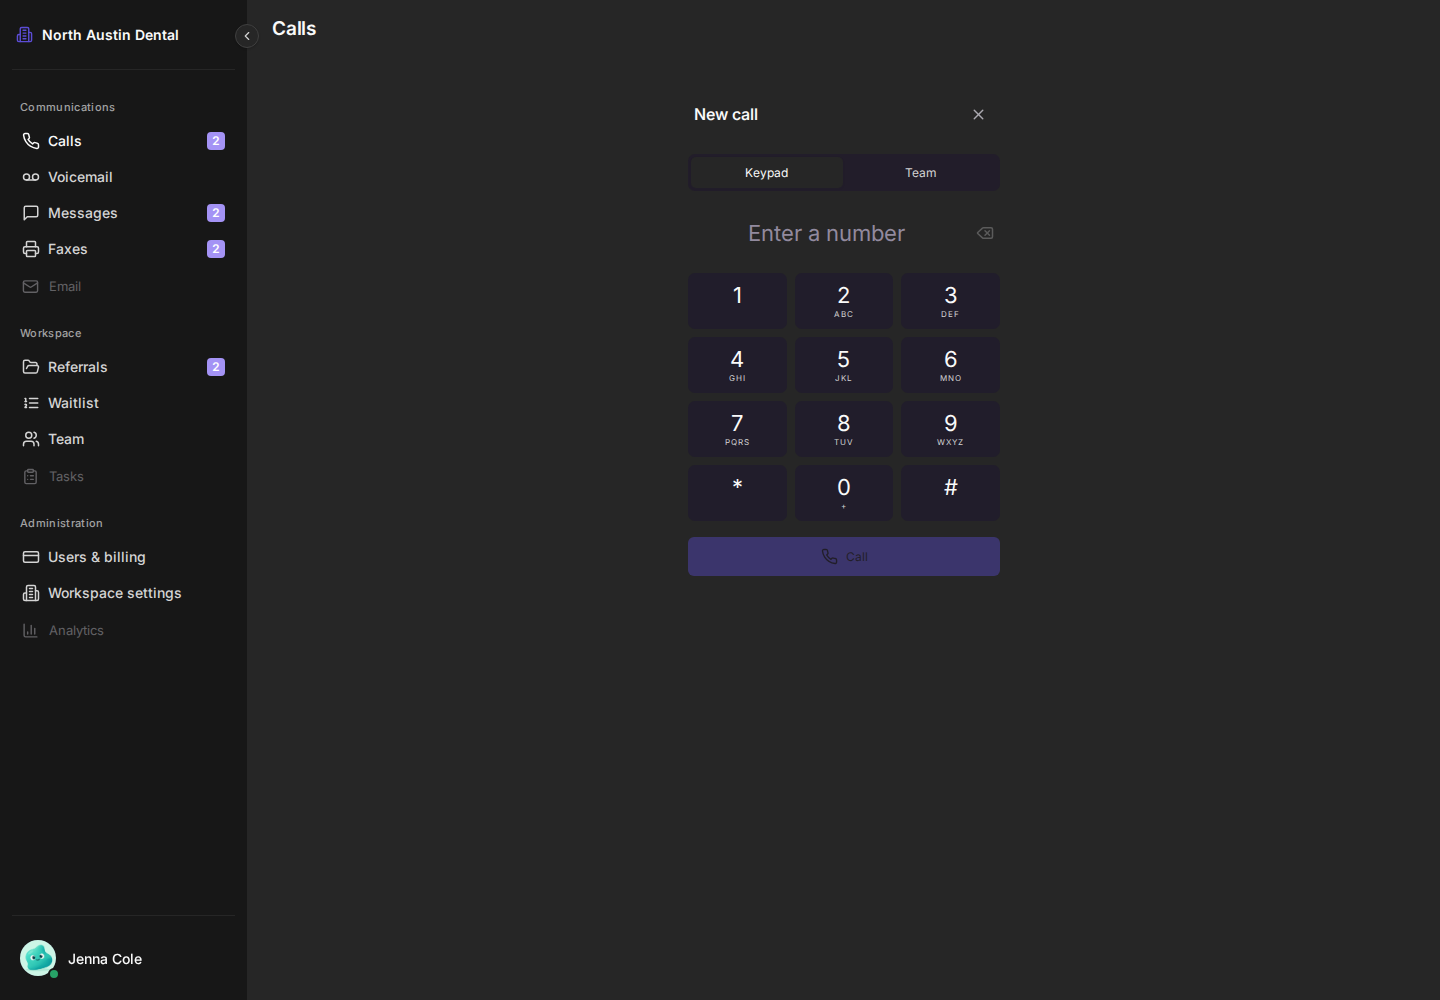 North Austin Dental
Calls
Communications
Calls 2
Voicemail
Messages 2
Faxes 2
Email
Workspace
Referrals 2
Waitlist
Team
Tasks
Administration
Users & billing
Workspace settings
Analytics
Jenna Cole
New call
Keypad Team
Enter a number
1 2 3
ABC DEF
4 5 6
GHI JKL MNO
7 8 9
PQRS TUV WXYZ
* 0 #
+
Call